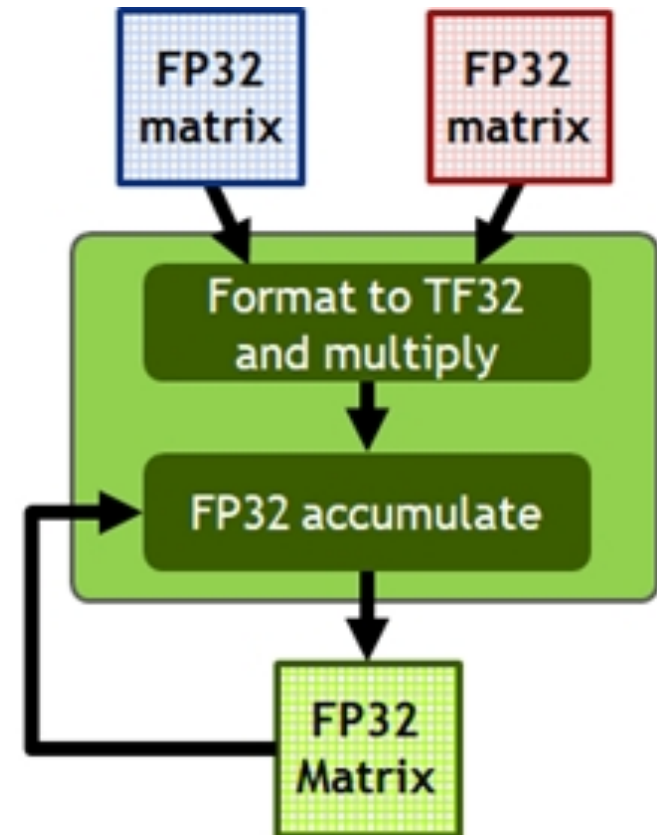 FP32
matrix
FP32
matrix
Format to TF32
and multiply
FP32 accumulate
FP32
Matrix